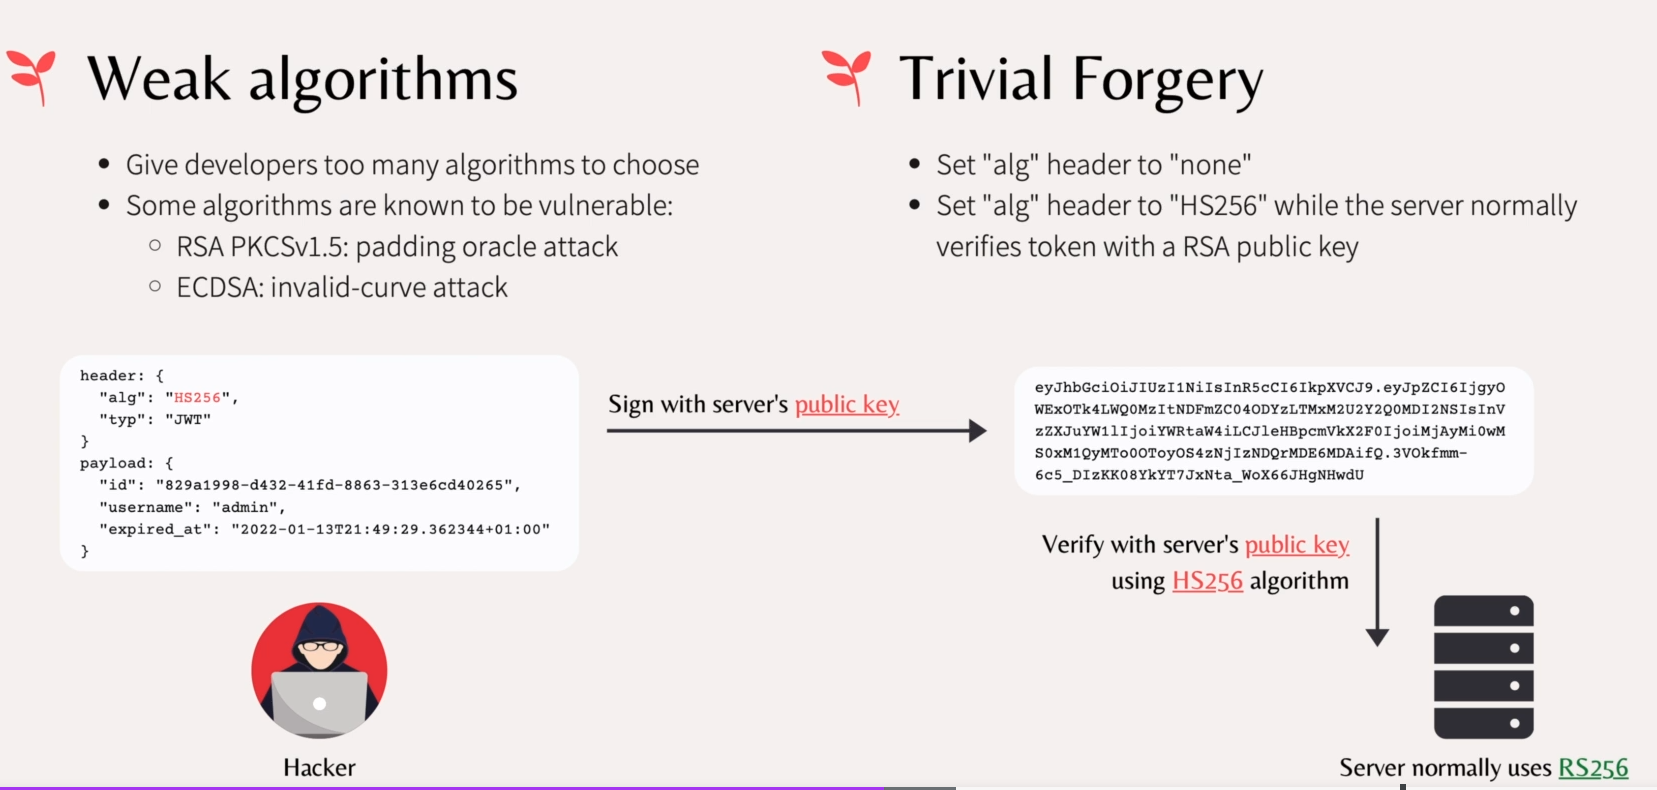 Weak algorithms
Give developers too many algorithms to choose
Some algorithms are known to be vulnerable:
RSA PKCSv1.5: padding oracle attack
ECDSA: invalid-curve attack
Trivial Forgery
Set "alg" header to "none"
Set "alg" header to "HS256" while the server normally
verifies token with a RSA public key
header: {
"alg": "HS256",
"typ": "JWT"
}
payload: {
"id": "829a1998-d432-41fd-8863-313e6cd40265",
"username": "admin",
"expired_at": "2022-01-13T21:49:29.362344+01:00"
}
Hacker
Sign with server's public key
eyJhbGciOiJIUzI1NiIsInR5cCI6IkpXVCJ9.eyJpZCI6IjgyO
WExOTk4LWQ0MzItNDFmZC04ODYzLTMxM2U2Y2Q0MDI2NSIsInV
zZXJuYW1lIjoiYWRtaW4iLCJleHBpcmVkX2F0IjoiMjAyMi0wM
S0xM1QyMTo0OToyOS4zNjIzNDQrMDE6MDAifQ.3VOkfmm-
6c5_DIzKK08YkYT7JxNta_WoX66JHgNHwdU
Verify with server's public key
using HS256 algorithm
Server normally uses RS256